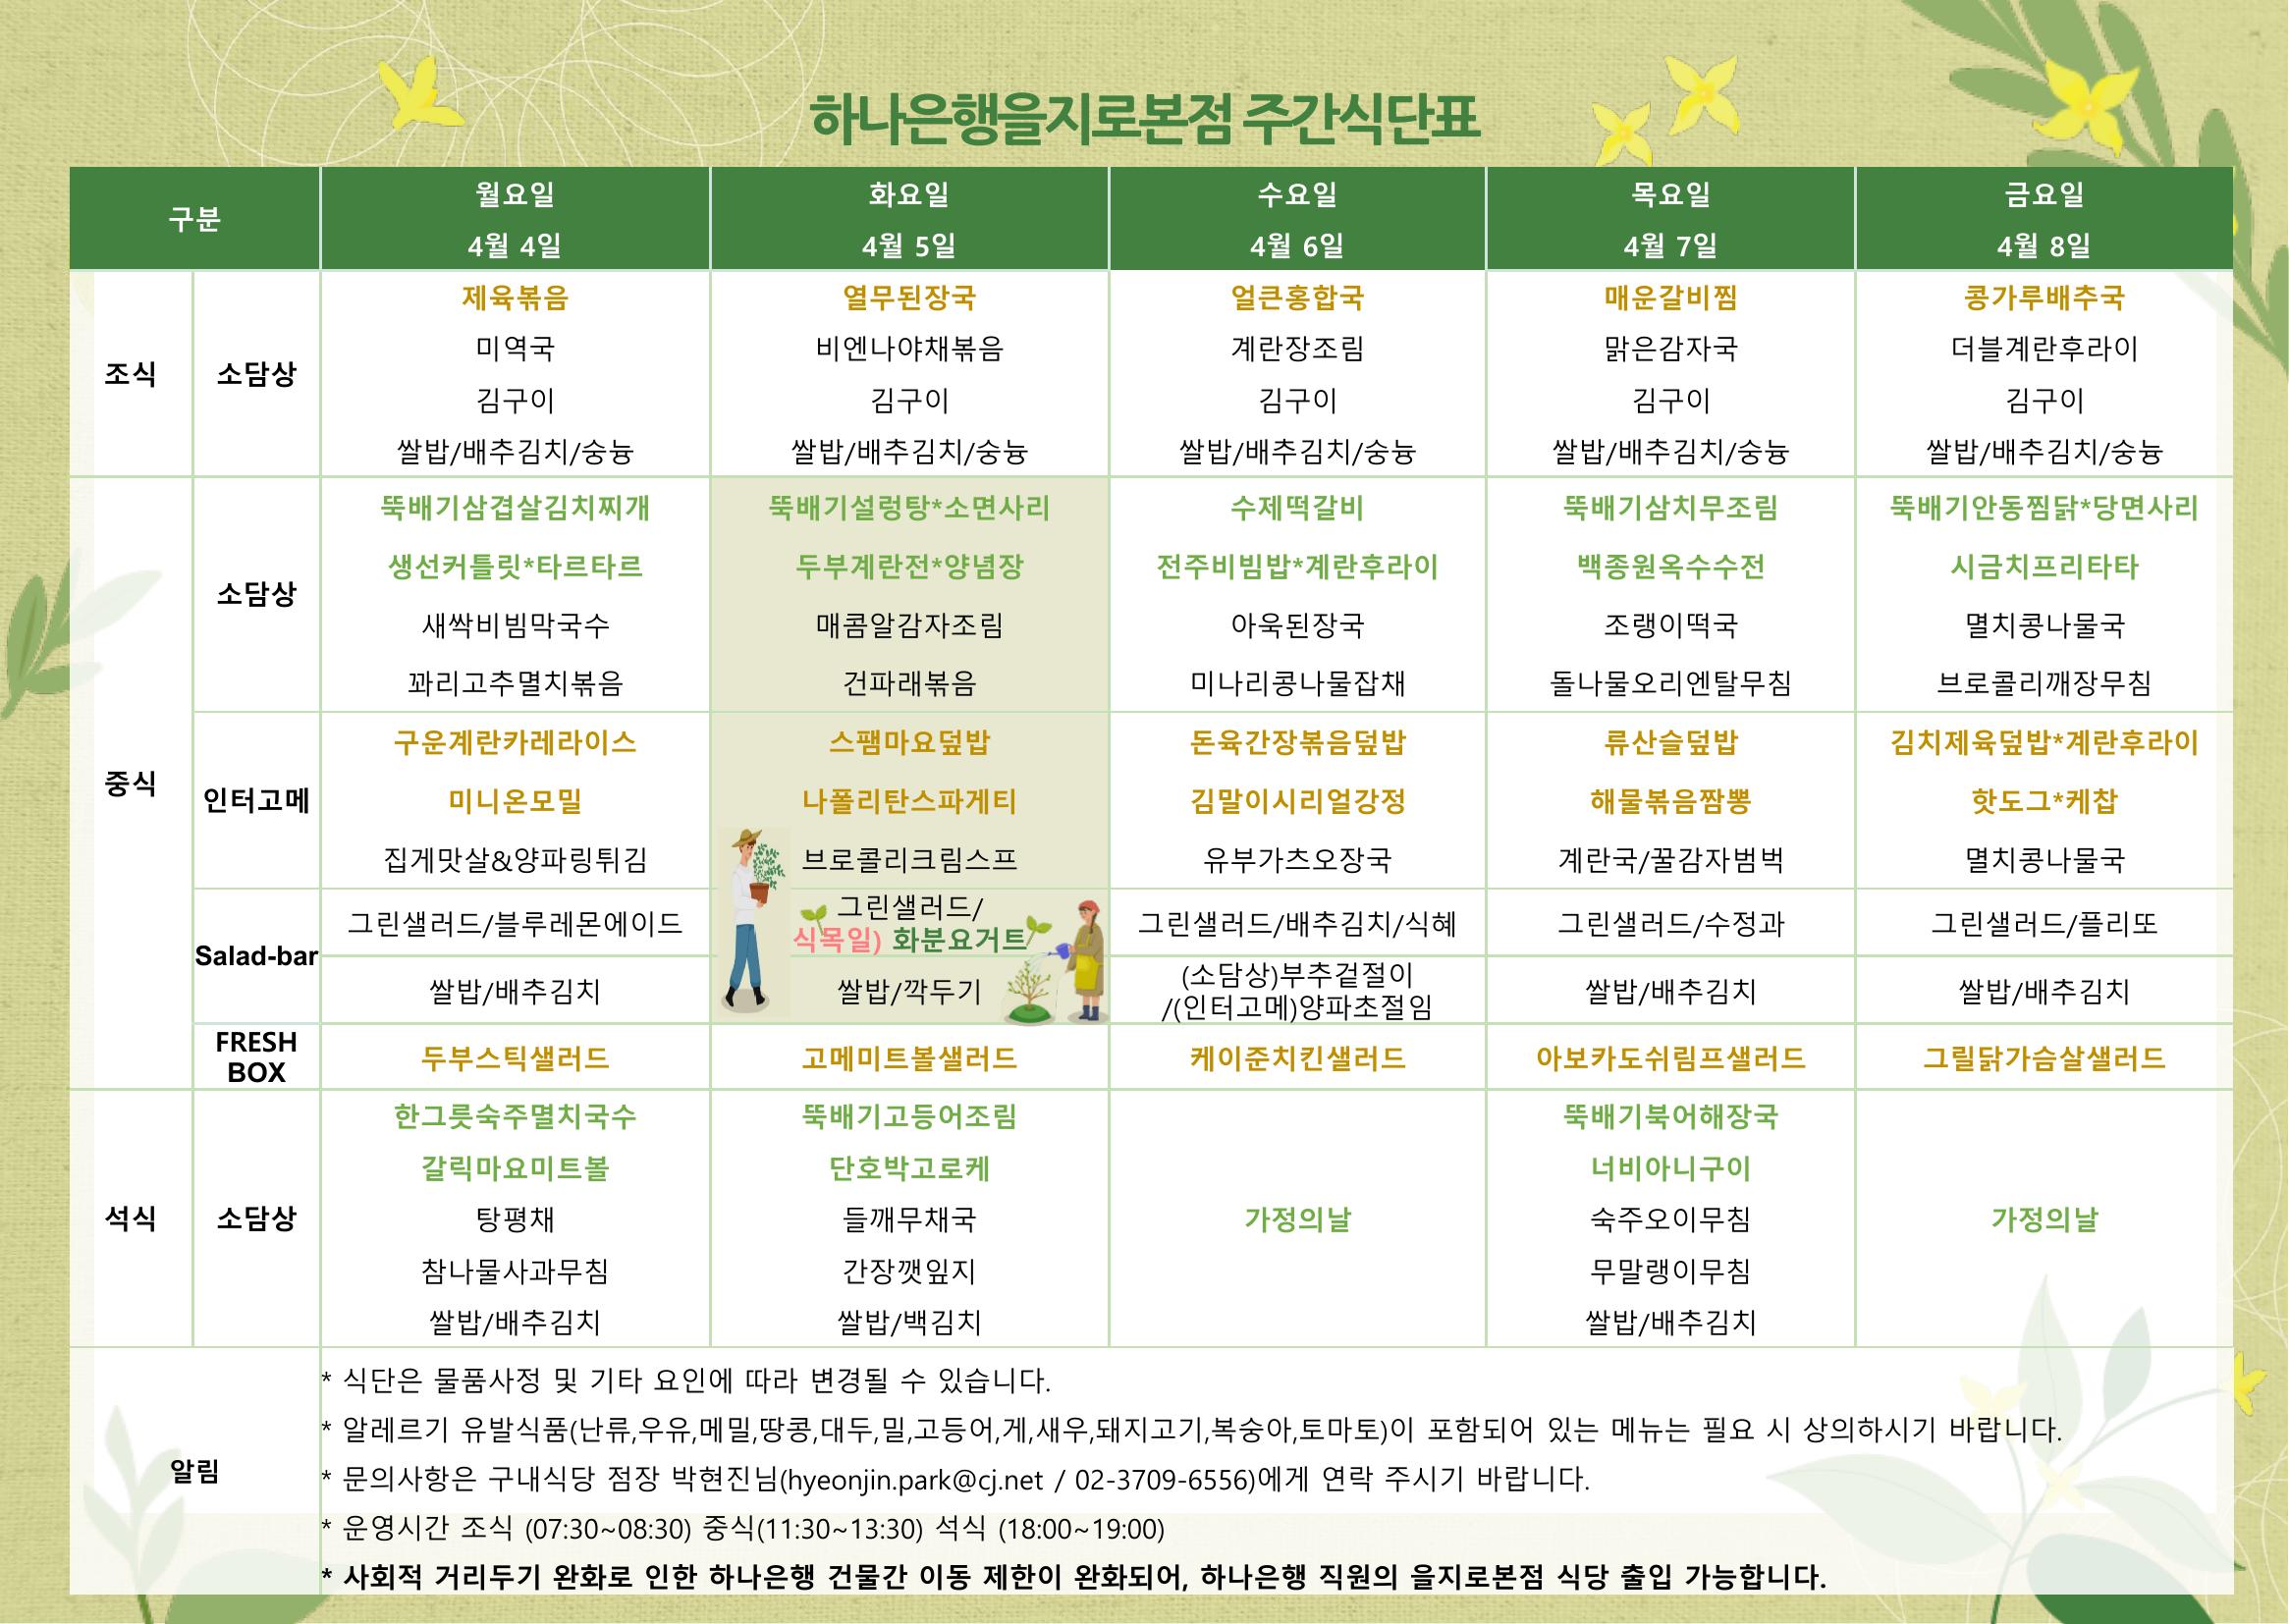 하나은행을지로본점 주간식단표
구분
월요일
4월 4일
화요일
4월 5일
수요일
4월 6일
목요일
4월 7일
금요일
4월 8일
조식
소담상
제육볶음
미역국
김구이
쌀밥/배추김치/숭늉
열무된장국
비엔나야채볶음
김구이
쌀밥/배추김치/숭늉
얼큰홍합국
계란장조림
김구이
쌀밥/배추김치/숭늉
매운갈비찜
맑은감자국
김구이
쌀밥/배추김치/숭늉
콩가루배추국
더블계란후라이
김구이
쌀밥/배추김치/숭늉
중식
소담상
뚝배기삼겹살김치찌개
생선커틀릿*타르타르
새싹비빔막국수
꽈리고추멸치볶음
뚝배기설렁탕*소면사리
두부계란전*양념장
매콤알감자조림
건파래볶음
수제떡갈비
전주비빔밥*계란후라이
아욱된장국
미나리콩나물잡채
뚝배기삼치무조림
백종원옥수수전
조랭이떡국
돌나물오리엔탈무침
뚝배기안동찜닭*당면사리
시금치프리타타
멸치콩나물국
브로콜리깨장무침
인터고메
구운계란카레라이스
미니온모밀
집게맛살&양파링튀김
스팸마요덮밥
나폴리탄스파게티
브로콜리크림스프
돈육간장볶음덮밥
김말이시리얼강정
유부가츠오장국
류산슬덮밥
해물볶음짬뽕
계란국/꿀감자범벅
김치제육덮밥*계란후라이
핫도그*케찹
멸치콩나물국
Salad-bar
그린샐러드/블루레몬에이드
그린샐러드/
식목일) 화분요거트
그린샐러드/배추김치/식혜
그린샐러드/수정과
그린샐러드/플리또
쌀밥/배추김치
쌀밥/깍두기
(소담상)부추겉절이
/(인터고메)양파초절임
쌀밥/배추김치
쌀밥/배추김치
FRESH
BOX
두부스틱샐러드
고메미트볼샐러드
케이준치킨샐러드
아보카도쉬림프샐러드
그릴닭가슴살샐러드
석식
소담상
한그릇숙주멸치국수
갈릭마요미트볼
탕평채
참나물사과무침
쌀밥/배추김치
뚝배기고등어조림
단호박고로케
들깨무채국
간장깻잎지
쌀밥/백김치
가정의날
뚝배기북어해장국
너비아니구이
숙주오이무침
무말랭이무침
쌀밥/배추김치
가정의날
알림
* 식단은 물품사정 및 기타 요인에 따라 변경될 수 있습니다.
* 알레르기 유발식품(난류,우유,메밀,땅콩,대두,밀,고등어,게,새우,돼지고기,복숭아,토마토)이 포함되어 있는 메뉴는 필요 시 상의하시기 바랍니다.
* 문의사항은 구내식당 점장 박현진님(hyeonjin.park@cj.net / 02-3709-6556)에게 연락 주시기 바랍니다.
* 운영시간 조식 (07:30~08:30) 중식(11:30~13:30) 석식 (18:00~19:00)
* 사회적 거리두기 완화로 인한 하나은행 건물간 이동 제한이 완화되어, 하나은행 직원의 을지로본점 식당 출입 가능합니다.